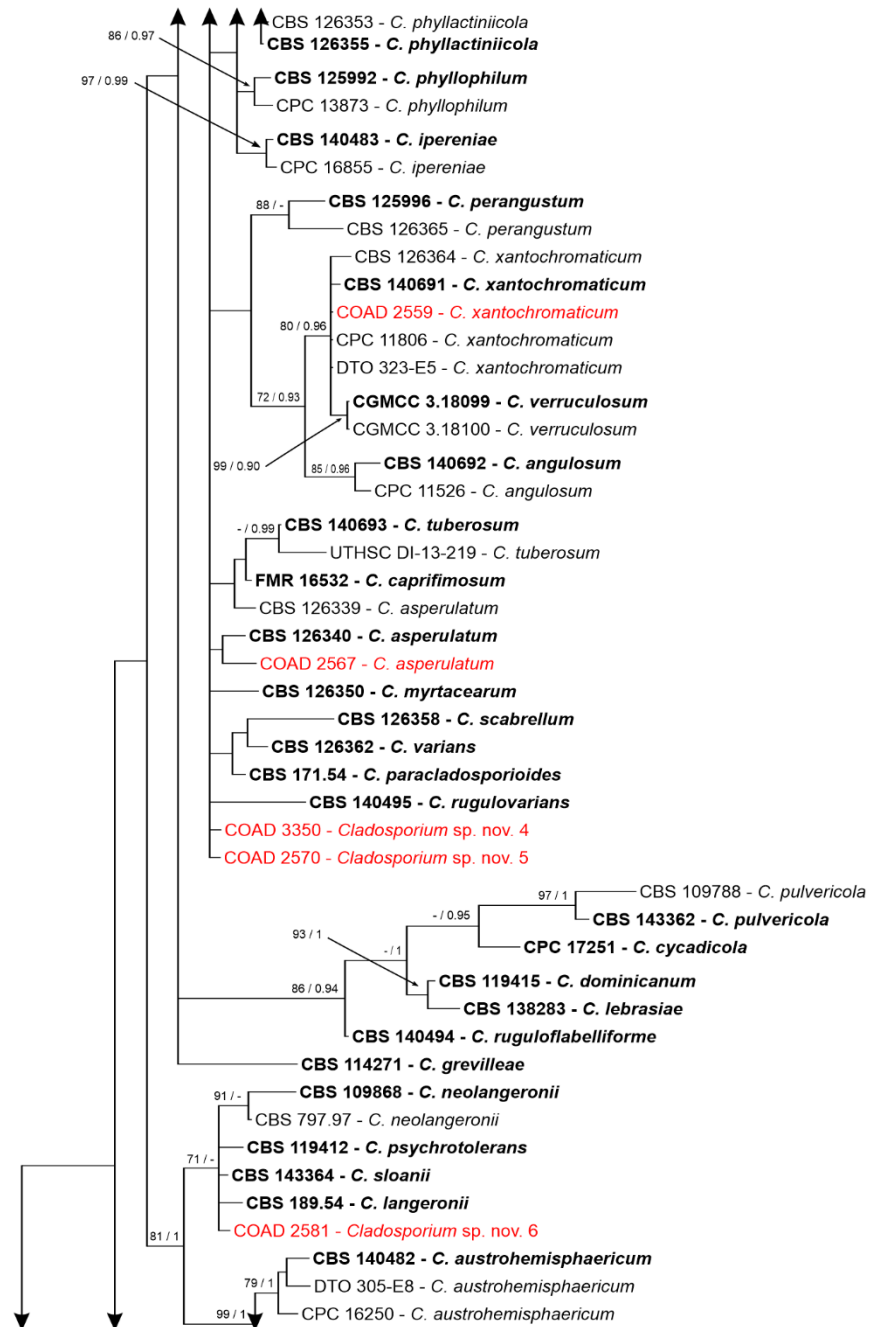 CBS 126353 - C. phyllactiniicola
86 / 0.97
CBS 126355 - C. phyllactiniicola
97 / 0.99
CBS 125992 - C. phyllophilum
CPC 13873 - C. phyllophilum
CBS 140483 - C. ipereniae
CPC 16855 - C. ipereniae
88 / -
CBS 125996 - C. perangustum
CBS 126365 - C. perangustum
CBS 126364 - C. xantochromaticum
CBS 140691 - C. xantochromaticum
COAD 2559 - C. xantochromaticum
80 / 0.96
CPC 11806 - C. xantochromaticum
DTO 323-E5 - C. xantochromaticum
72 / 0.93
CGMCC 3.18099 - C. verruculosum
CGMCC 3.18100 - C. verruculosum
99 / 0.90
85 / 0.96
CBS 140692 - C. angulosum
CPC 11526 - C. angulosum
- / 0.99
CBS 140693 - C. tuberosum
UTHSC DI-13-219 - C. tuberosum
FMR 16532 - C. caprifimosum
CBS 126339 - C. asperulatum
CBS 126340 - C. asperulatum
COAD 2567 - C. asperulatum
CBS 126350 - C. myrtacearum
CBS 126358 - C. scabrellum
CBS 126362 - C. varians
CBS 171.54 - C. paracladosporioides
CBS 140495 - C. rugulovarians
COAD 3350 - Cladosporium sp. nov. 4
COAD 2570 - Cladosporium sp. nov. 5
97 / 1
CBS 109788 - C. pulvericola
- / 0.95
CBS 143362 - C. pulvericola
93 / 1
- / 1
CPC 17251 - C. cycadicola
86 / 0.94
CBS 119415 - C. dominicanum
CBS 138283 - C. lebrasiae
CBS 140494 - C. ruguloflabelliforme
CBS 114271 - C. grevilleae
91 / -
CBS 109868 - C. neolangeronii
CBS 797.97 - C. neolangeronii
71 / -
CBS 119412 - C. psychrotolerans
CBS 143364 - C. sloanii
CBS 189.54 - C. langeronii
COAD 2581 - Cladosporium sp. nov. 6
81 / 1
CBS 140482 - C. austrohemisphaericum
79 / 1
DTO 305-E8 - C. austrohemisphaericum
99 / 1
CPC 16250 - C. austrohemisphaericum